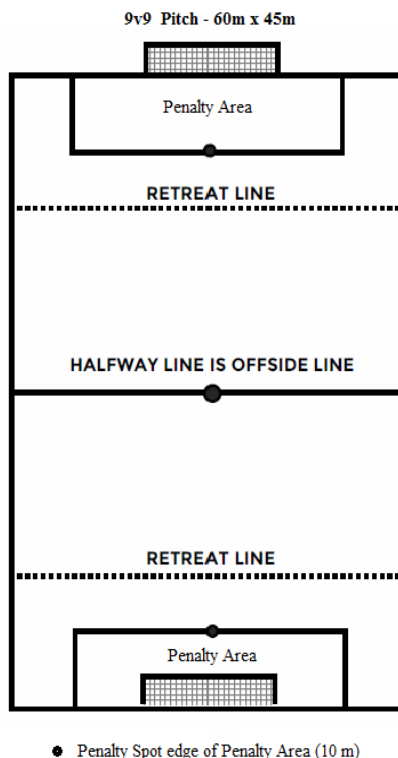 9v9 Pitch - 60m x 45m
Penalty Area
RETREAT LINE
HALFWAY LINE IS OFFSIDE LINE
RETREAT LINE
Penalty Area
Penalty Spot edge of Penalty Area (10 m)